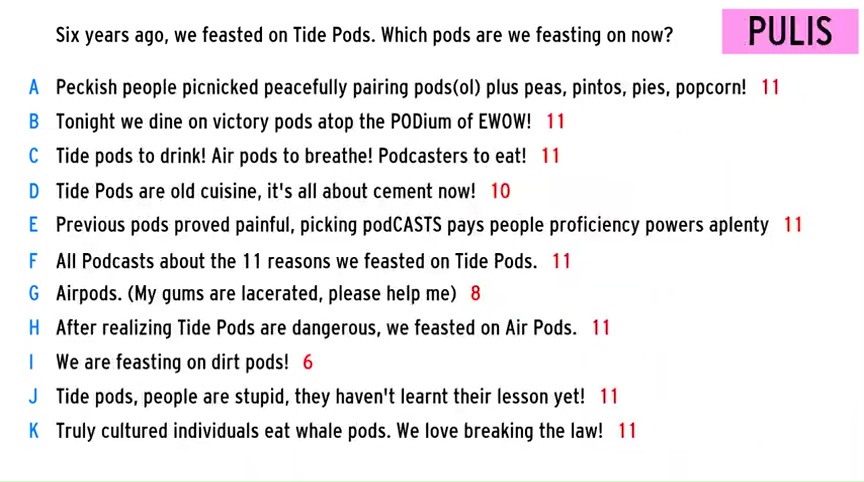 Six years ago, we feasted on Tide Pods. Which pods are we feasting on now?
PULIS
A Peckish people picnicked peacefully pairing pods(ol) plus peas, pintos, pies, popcorn! 11
B Tonight we dine on victory pods atop the PODium of EWOW! 11
C Tide pods to drink! Air pods to breathe! Podcasters to eat! 11
D Tide Pods are old cuisine, it's all about cement now! 10
E Previous pods proved painful, picking podCASTS pays people proficiency powers aplenty 11
F All Podcasts about the 11 reasons we feasted on Tide Pods. 11
G Airpods. (My gums are lacerated, please help me) 8
H After realizing Tide Pods are dangerous, we feasted on Air Pods. 11
I We are feasting on dirt pods! 6
J Tide pods, people are stupid, they haven't learnt their lesson yet! 11
K Truly cultured individuals eat whale pods. We love breaking the law! 11